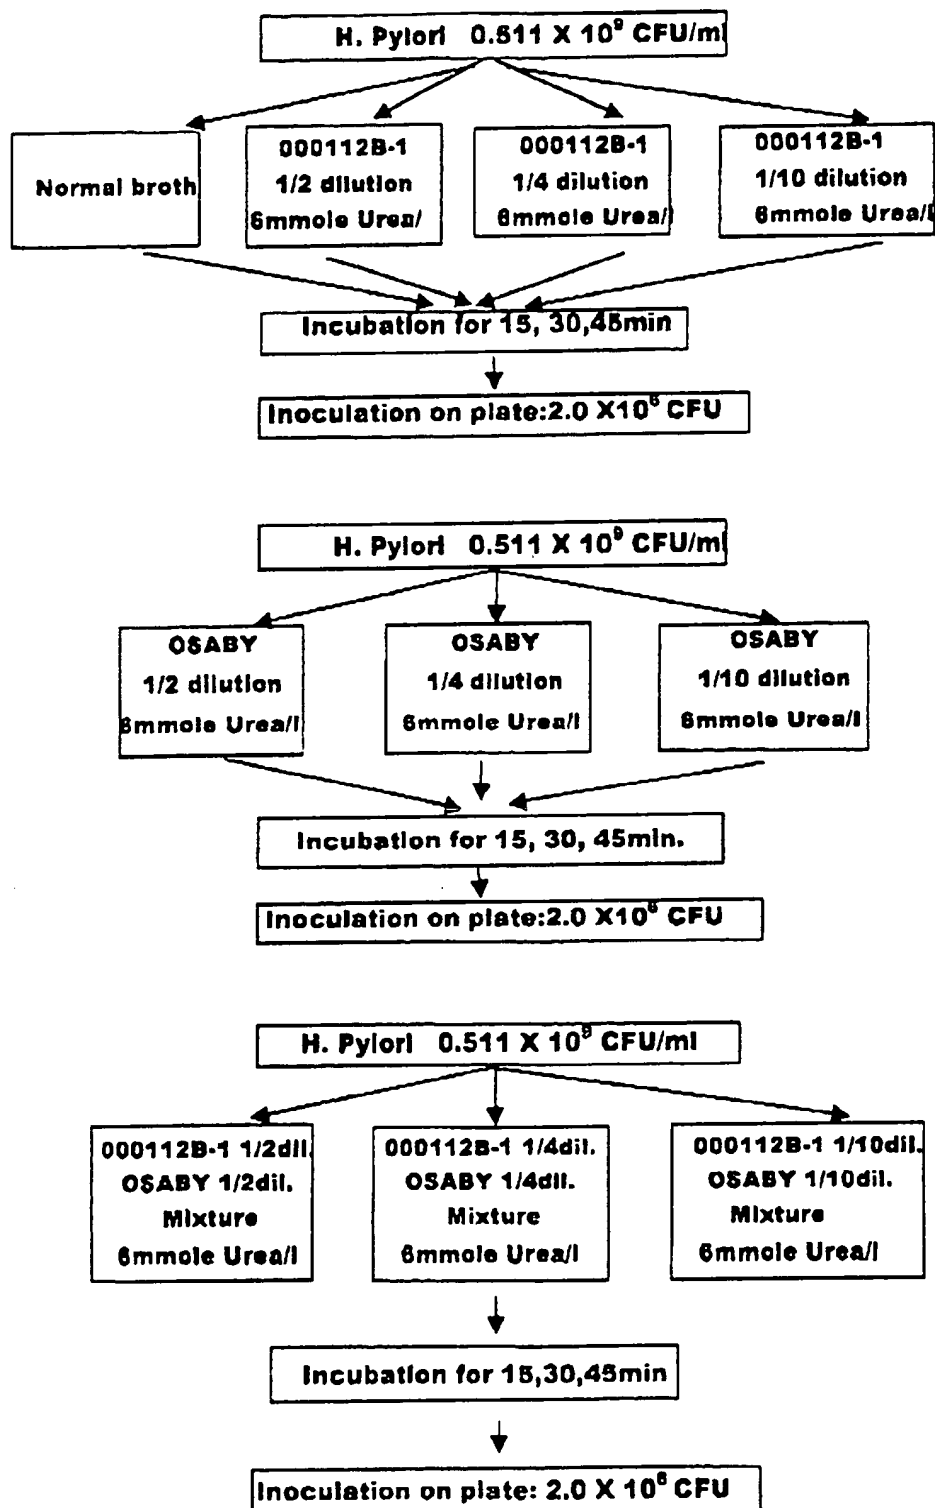 H. Pylori 0.511 X 10⁹ CFU/ml
Normal broth
000112B-1
1/2 dilution
6mmole Urea/
000112B-1
1/4 dilution
6mmole Urea/l
000112B-1
1/10 dilution
6mmole Urea/l
Incubation for 15, 30,45min
Inoculation on plate:2.0 X10⁶ CFU
H. Pylori 0.511 X 10⁹ CFU/ml
OSABY
1/2 dilution
6mmole Urea/l
OSABY
1/4 dilution
6mmole Urea/l
OSABY
1/10 dilution
6mmole Urea/l
Incubation for 15, 30, 45min.
Inoculation on plate:2.0 X10⁶ CFU
H. Pylori 0.511 X 10⁹ CFU/ml
000112B-1 1/2dil.
OSABY 1/2dil.
Mixture
6mmole Urea/l
000112B-1 1/4dil.
OSABY 1/4dil.
Mixture
6mmole Urea/l
000112B-1 1/10dil.
OSABY 1/10dil.
Mixture
6mmole Urea/l
Incubation for 15,30,45min
Inoculation on plate: 2.0 X 10⁶ CFU